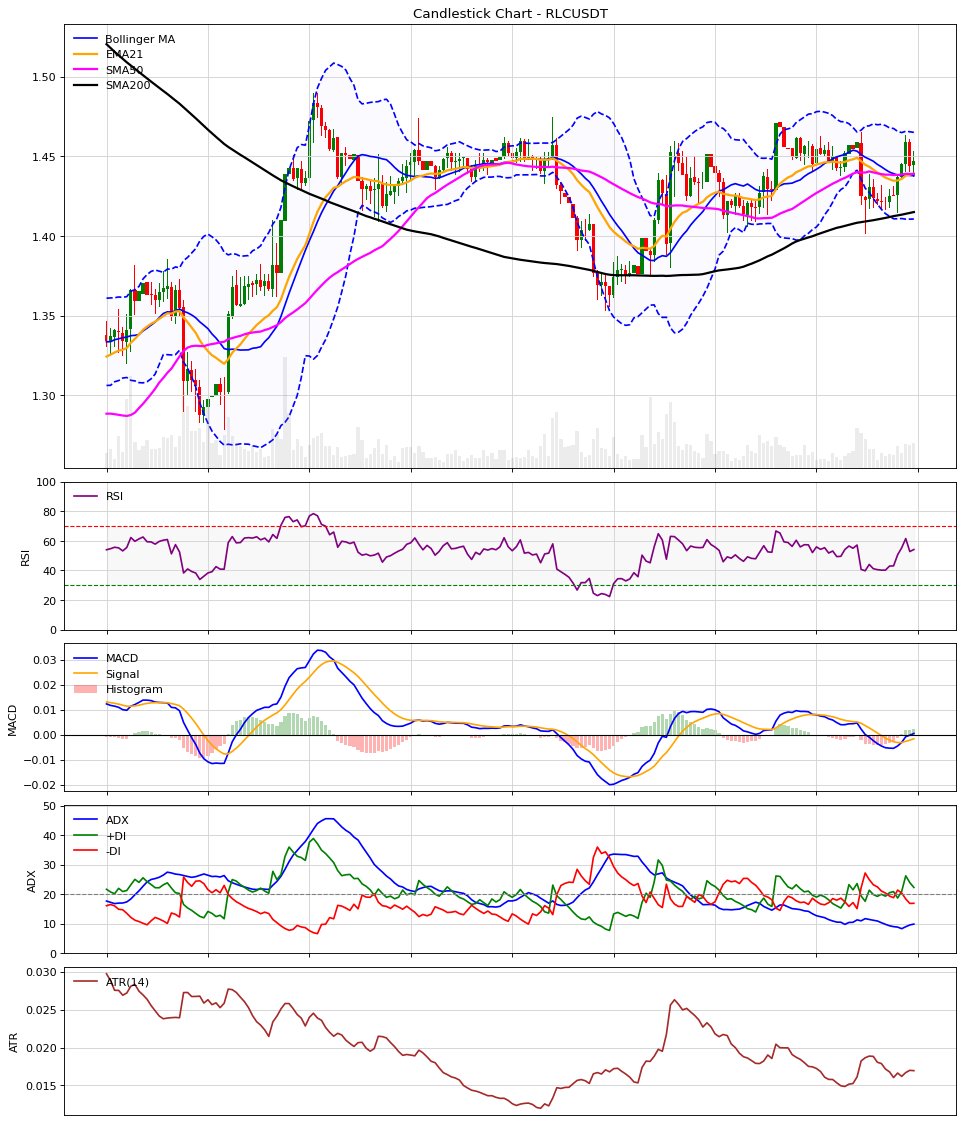 Candlestick Chart - RLCUSDT
Bollinger MA
EMA21
SMA50
SMA200
1.50
1.45
1.40
1.35
1.30
RSI
RSI
100
80
60
40
20
0
MACD
Signal
Histogram
MACD
0.03
0.02
0.01
0.00
−0.01
−0.02
ADX
+DI
-DI
ADX
50
40
30
20
10
0
ATR(14)
ATR
0.030
0.025
0.020
0.015